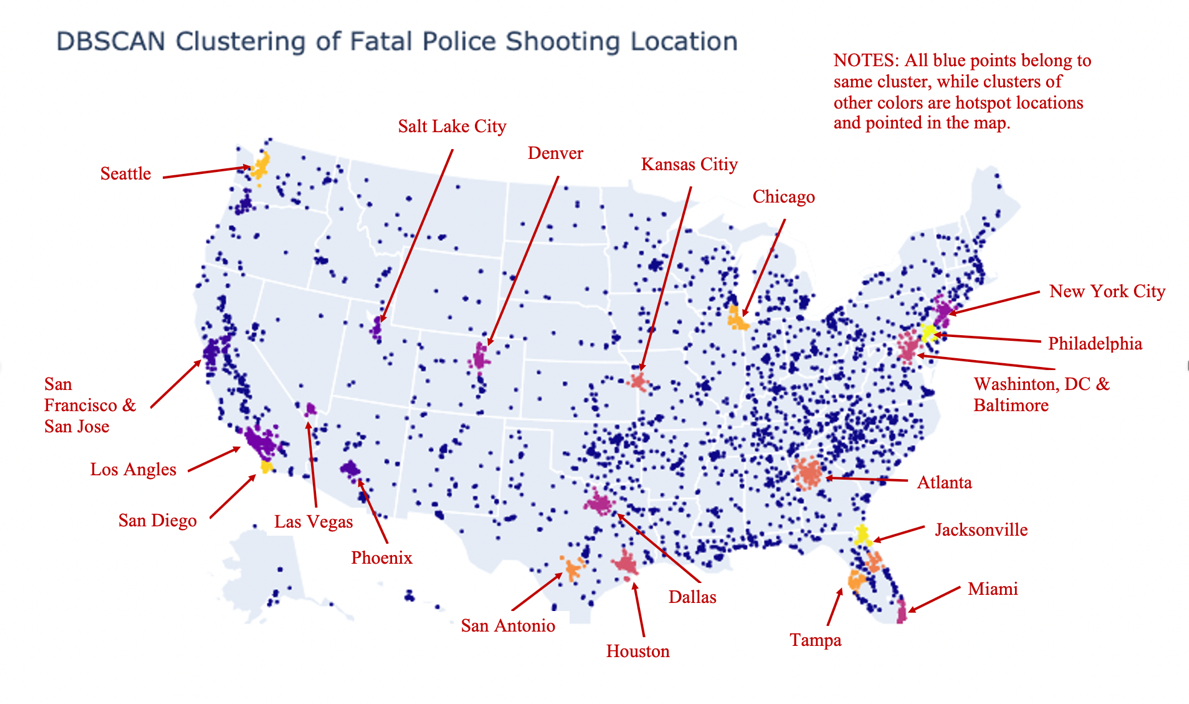 DBSCAN Clustering of Fatal Police Shooting Location
NOTES: All blue points belong to
same cluster, while clusters of
other colors are hotspot locations
and pointed in the map.
Salt Lake City
Denver
Kansas Citiy
Seattle
Chicago
New York City
Philadelphia
Washinton, DC &
Baltimore
San
Francisco &
San Jose
Los Angles
Atlanta
San Diego
Las Vegas
Jacksonville
Phoenix
Miami
Dallas
San Antonio
Tampa
Houston